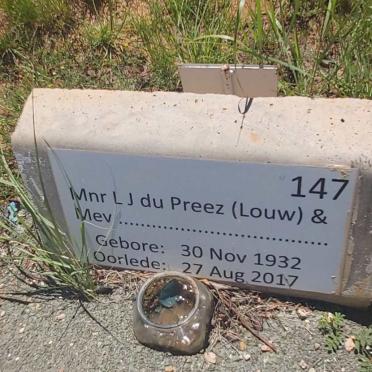 147
Mnr L J du Preez (Louw) &
Mev..........................................
Gebore: 30 Nov 1932
Oorlede: 27 Aug 2017